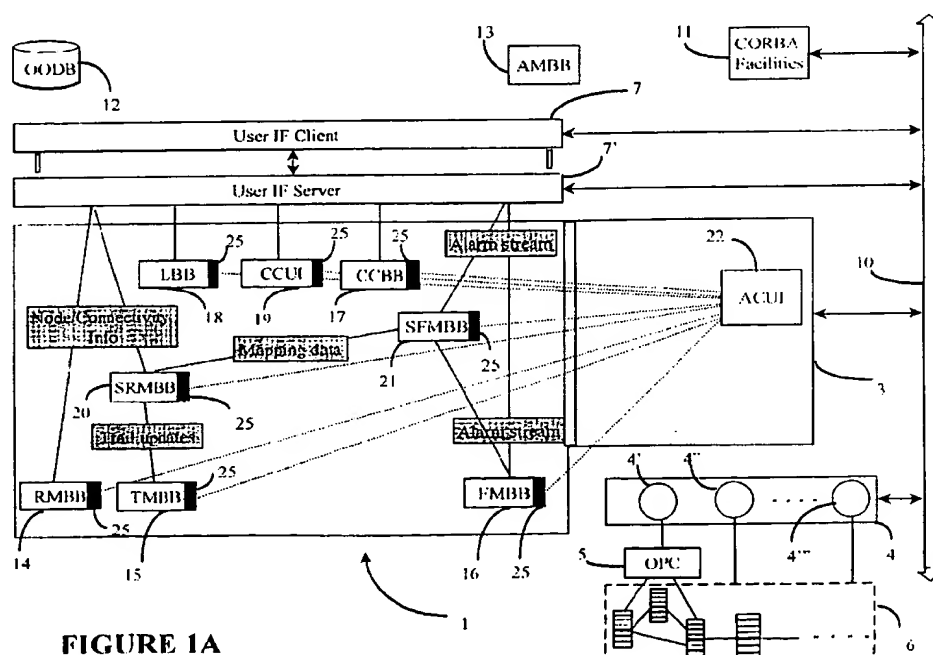 13
11
OODB
AMBB
CORBA
Facilities
12
7
User IF Client
7'
User IF Server
25
25
25
Alarm stream
22
10
LBB
CCUI
CCBB
ACUI
Node/Connectivity
Info
18
19
17
SFMBB
Mapping data
21
25
3
SRMBB
20
25
Trail updates
Alarm stream
25
4'
4''
RMBB
TMBB
FMBB
. . . .
25
4'''
4
14
15
16
25
5
OPC
1
6
FIGURE 1A